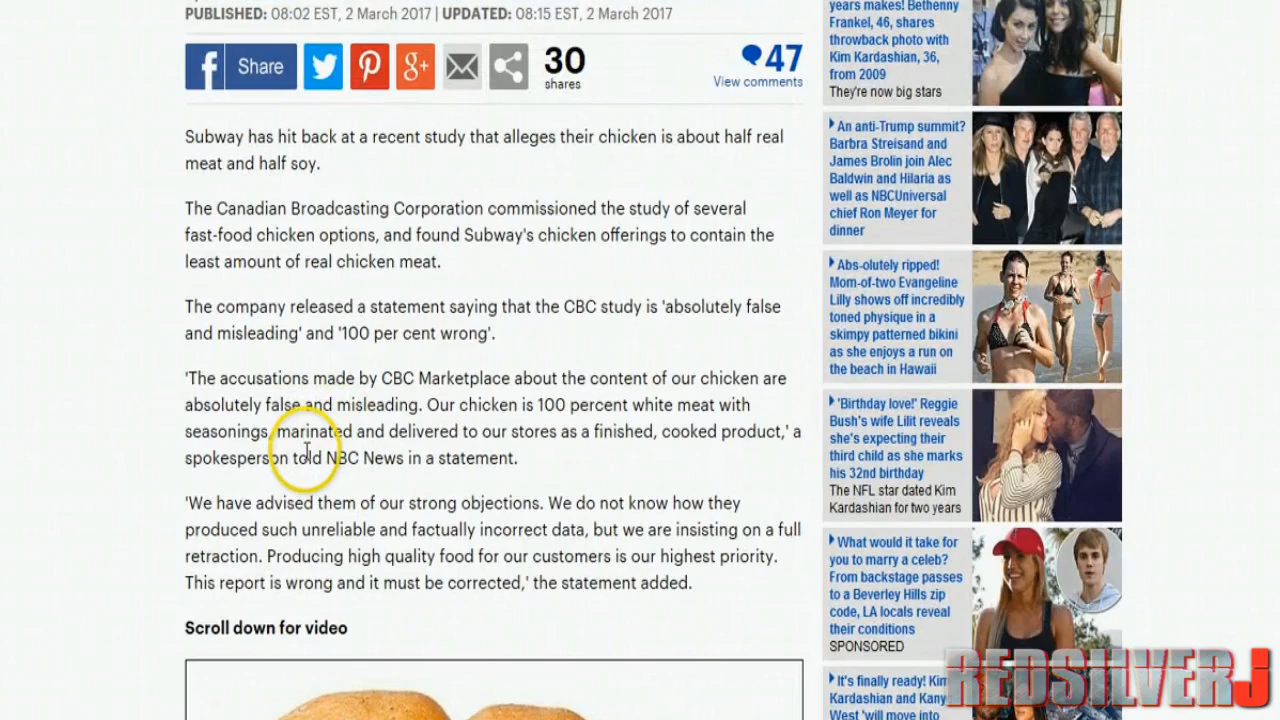 PUBLISHED: 08:02 EST, 2 March 2017 | UPDATED: 08:15 EST, 2 March 2017
f Share
g+
30
shares
47
View comments
Subway has hit back at a recent study that alleges their chicken is about half real
meat and half soy.
The Canadian Broadcasting Corporation commissioned the study of several
fast-food chicken options, and found Subway's chicken offerings to contain the
least amount of real chicken meat.
The company released a statement saying that the CBC study is 'absolutely false
and misleading' and '100 per cent wrong'.
'The accusations made by CBC Marketplace about the content of our chicken are
absolutely false and misleading. Our chicken is 100 percent white meat with
seasonings, marinated and delivered to our stores as a finished, cooked product,' a
spokesperson told NBC News in a statement.
'We have advised them of our strong objections. We do not know how they
produced such unreliable and factually incorrect data, but we are insisting on a full
retraction. Producing high quality food for our customers is our highest priority.
This report is wrong and it must be corrected,' the statement added.
Scroll down for video
years makes! Bethenny
Frankel, 46, shares
throwback photo with
Kim Kardashian, 36,
from 2009
They're now big stars
An anti-Trump summit?
Barbra Streisand and
James Brolin join Alec
Baldwin and Hilaria as
well as NBCUniversal
chief Ron Meyer for
dinner
Abs-olutely ripped!
Mom-of-two Evangeline
Lilly shows off incredibly
toned physique in a
skimpy patterned bikini
as she enjoys a run on
the beach in Hawaii
'Birthday love!' Reggie
Bush's wife Lilit reveals
she's expecting their
third child as she marks
his 32nd birthday
The NFL star dated Kim
Kardashian for two years
What would it take for
you to marry a celeb?
From backstage passes
to a Beverley Hills zip
code, LA locals reveal
their conditions
SPONSORED
It's finally ready! Kim
Kardashian and Kany
West 'will move into
REDSILVERJ